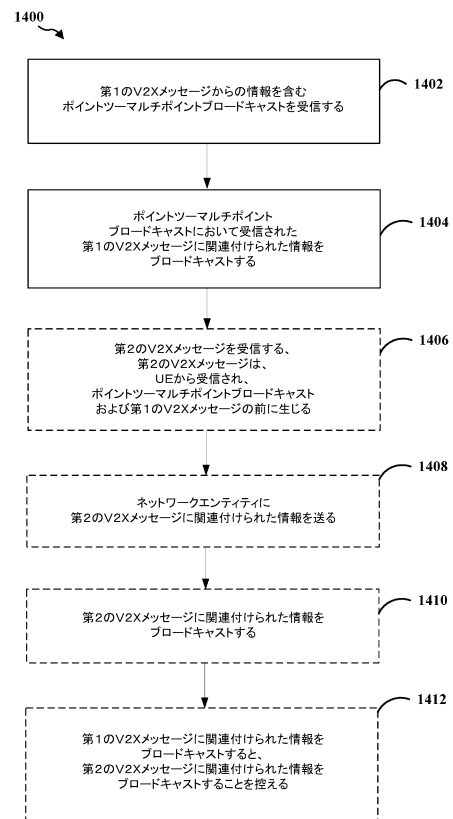 1400
第1のV2Xメッセージからの情報を含む
ポイントツーマルチポイントブロードキャストを受信する
1402
ポイントツーマルチポイント
ブロードキャストにおいて受信された
第1のV2Xメッセージに関連付けられた情報を
ブロードキャストする
1404
第2のV2Xメッセージを受信する、
第2のV2Xメッセージは、
UEから受信され、
ポイントツーマルチポイントブロードキャスト
および第1のV2Xメッセージの前に生じる
1406
ネットワークエンティティに
第2のV2Xメッセージに関連付けられた情報を送る
1408
第2のV2Xメッセージに関連付けられた情報を
ブロードキャストする
1410
第1のV2Xメッセージに関連付けられた情報を
ブロードキャストすると、
第2のV2Xメッセージに関連付けられた情報を
ブロードキャストすることを控える
1412